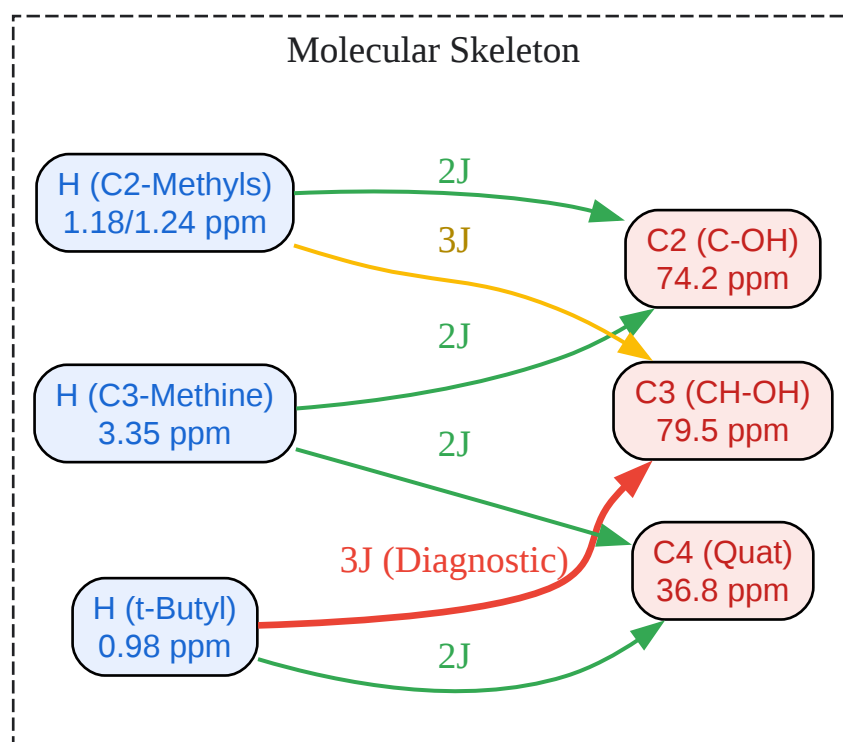 Molecular Skeleton
H (C2-Methyls)
1.18/1.24 ppm
2J
3J
C2 (C-OH)
74.2 ppm
2J
H (C3-Methine)
3.35 ppm
C3 (CH-OH)
79.5 ppm
2J
3J (Diagnostic)
C4 (Quat)
36.8 ppm
H (t-Butyl)
0.98 ppm
2J